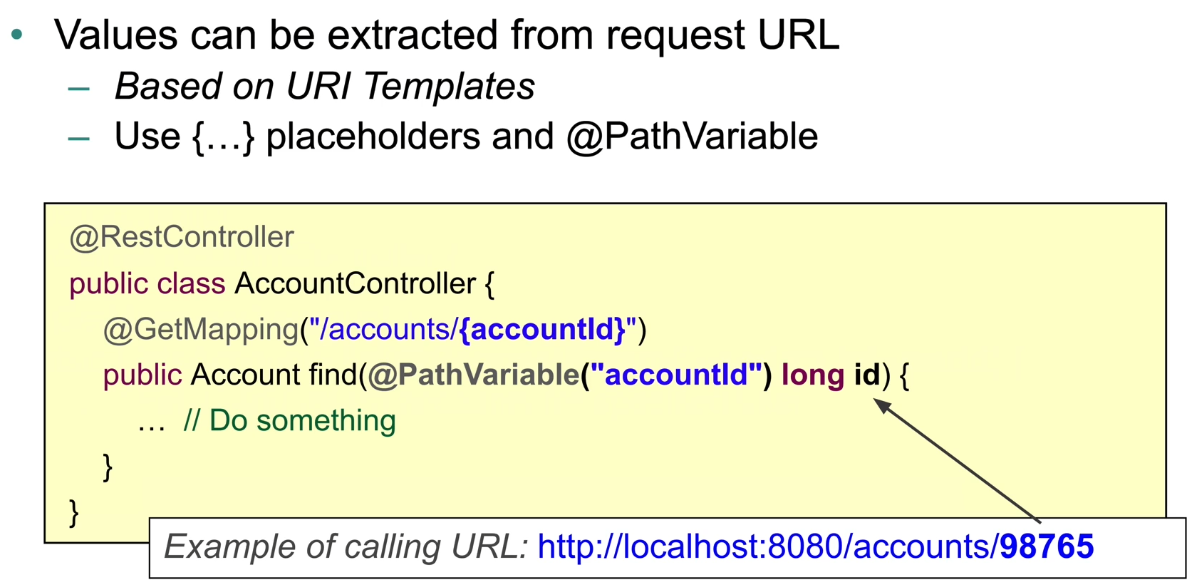 • Values can be extracted from request URL
– Based on URI Templates
– Use {…} placeholders and @PathVariable
@RestController
public class AccountController {
@GetMapping("/accounts/{accountId}")
public Account find(@PathVariable("accountId") long id) {
… // Do something
}
}
Example of calling URL: http://localhost:8080/accounts/98765